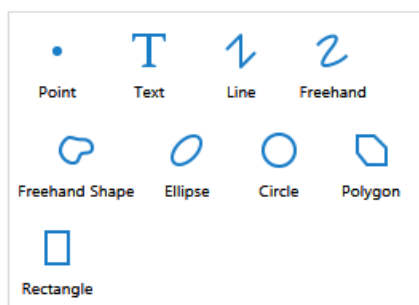 Point Text Line Freehand
Freehand Shape Ellipse Circle Polygon
Rectangle